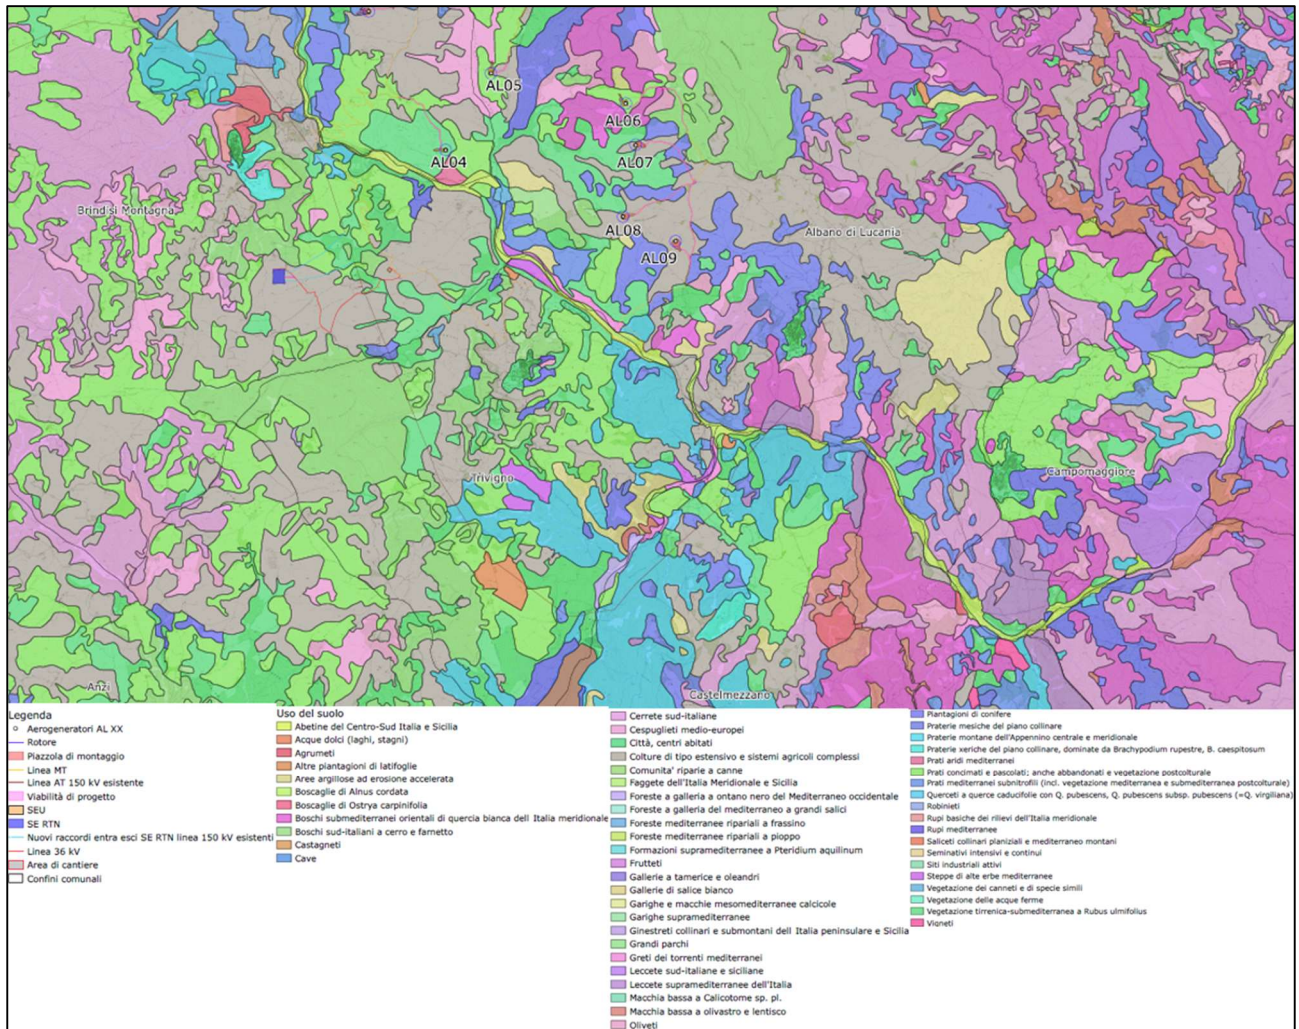 AL05
AL06
AL04
AL07
Brindisi Montagna
AL08
Albano di Lucania
AL09
Trivigno
Campomaggiore
Anzi
Castelmezzano
Legenda
Aerogeneratori AL XX
Rotore
Piazzola di montaggio
Linea MT
Linea AT 150 kV esistente
Viabilità di progetto
SEU
SE RTN
Nuovi raccordi entra esci SE RTN linea 150 kV esistenti
Linea 36 kV
Area di cantiere
Confini comunali
Uso del suolo
Abetine del Centro-Sud Italia e Sicilia
Acque dolci (laghi, stagni)
Agrumeti
Altre piantagioni di latifoglie
Aree argillose ad erosione accelerata
Boscaglie di Alnus cordata
Boscaglie di Ostrya carpinifolia
Boschi submediterranei orientali di quercia bianca dell Italia meridionale
Boschi sud-italiani a cerro e farnetto
Castagneti
Cave
Cerrete sud-italiane
Cespuglieti medio-europei
Città, centri abitati
Colture di tipo estensivo e sistemi agricoli complessi
Comunita' riparie a canne
Faggete dell'Italia Meridionale e Sicilia
Foreste a galleria a ontano nero del Mediterraneo occidentale
Foreste a galleria del mediterraneo a grandi salici
Foreste mediterranee ripariali a frassino
Foreste mediterranee ripariali a pioppo
Formazioni supramediterranee a Pteridium aquilinum
Frutteti
Gallerie a tamerice e oleandri
Gallerie di salice bianco
Garighe e macchie mesomediterranee calcicole
Garighe supramediterranee
Ginestreti collinari e submontani dell Italia peninsulare e Sicilia
Grandi parchi
Greti dei torrenti mediterranei
Leccete sud-italiane e siciliane
Leccete supramediterranee dell'Italia
Macchia bassa a Calicotome sp. pl.
Macchia bassa a olivastro e lentisco
Oliveti
Piantagioni di conifere
Praterie mesiche del piano collinare
Praterie montane dell'Appennino centrale e meridionale
Praterie xeriche del piano collinare, dominate da Brachypodium rupestre, B. caespitosum
Prati aridi mediterranei
Prati concimati e pascolati; anche abbandonati e vegetazione postcolturale
Prati mediterranei subnitrofili (incl. vegetazione mediterranea e submediterranea postcolturale)
Querceti a querce caducifolie con Q. pubescens, Q. pubescens subsp. pubescens (=Q. virgiliana)
Robinieti
Rupi basiche dei rilievi dell'Italia meridionale
Rupi mediterranee
Saliceti collinari planiziali e mediterraneo montani
Seminativi intensivi e continui
Siti industriali attivi
Steppe di alte erbe mediterranee
Vegetazione dei canneti e di specie simili
Vegetazione delle acque ferme
Vegetazione tirrenica-submediterranea a Rubus ulmifolius
Vigneti